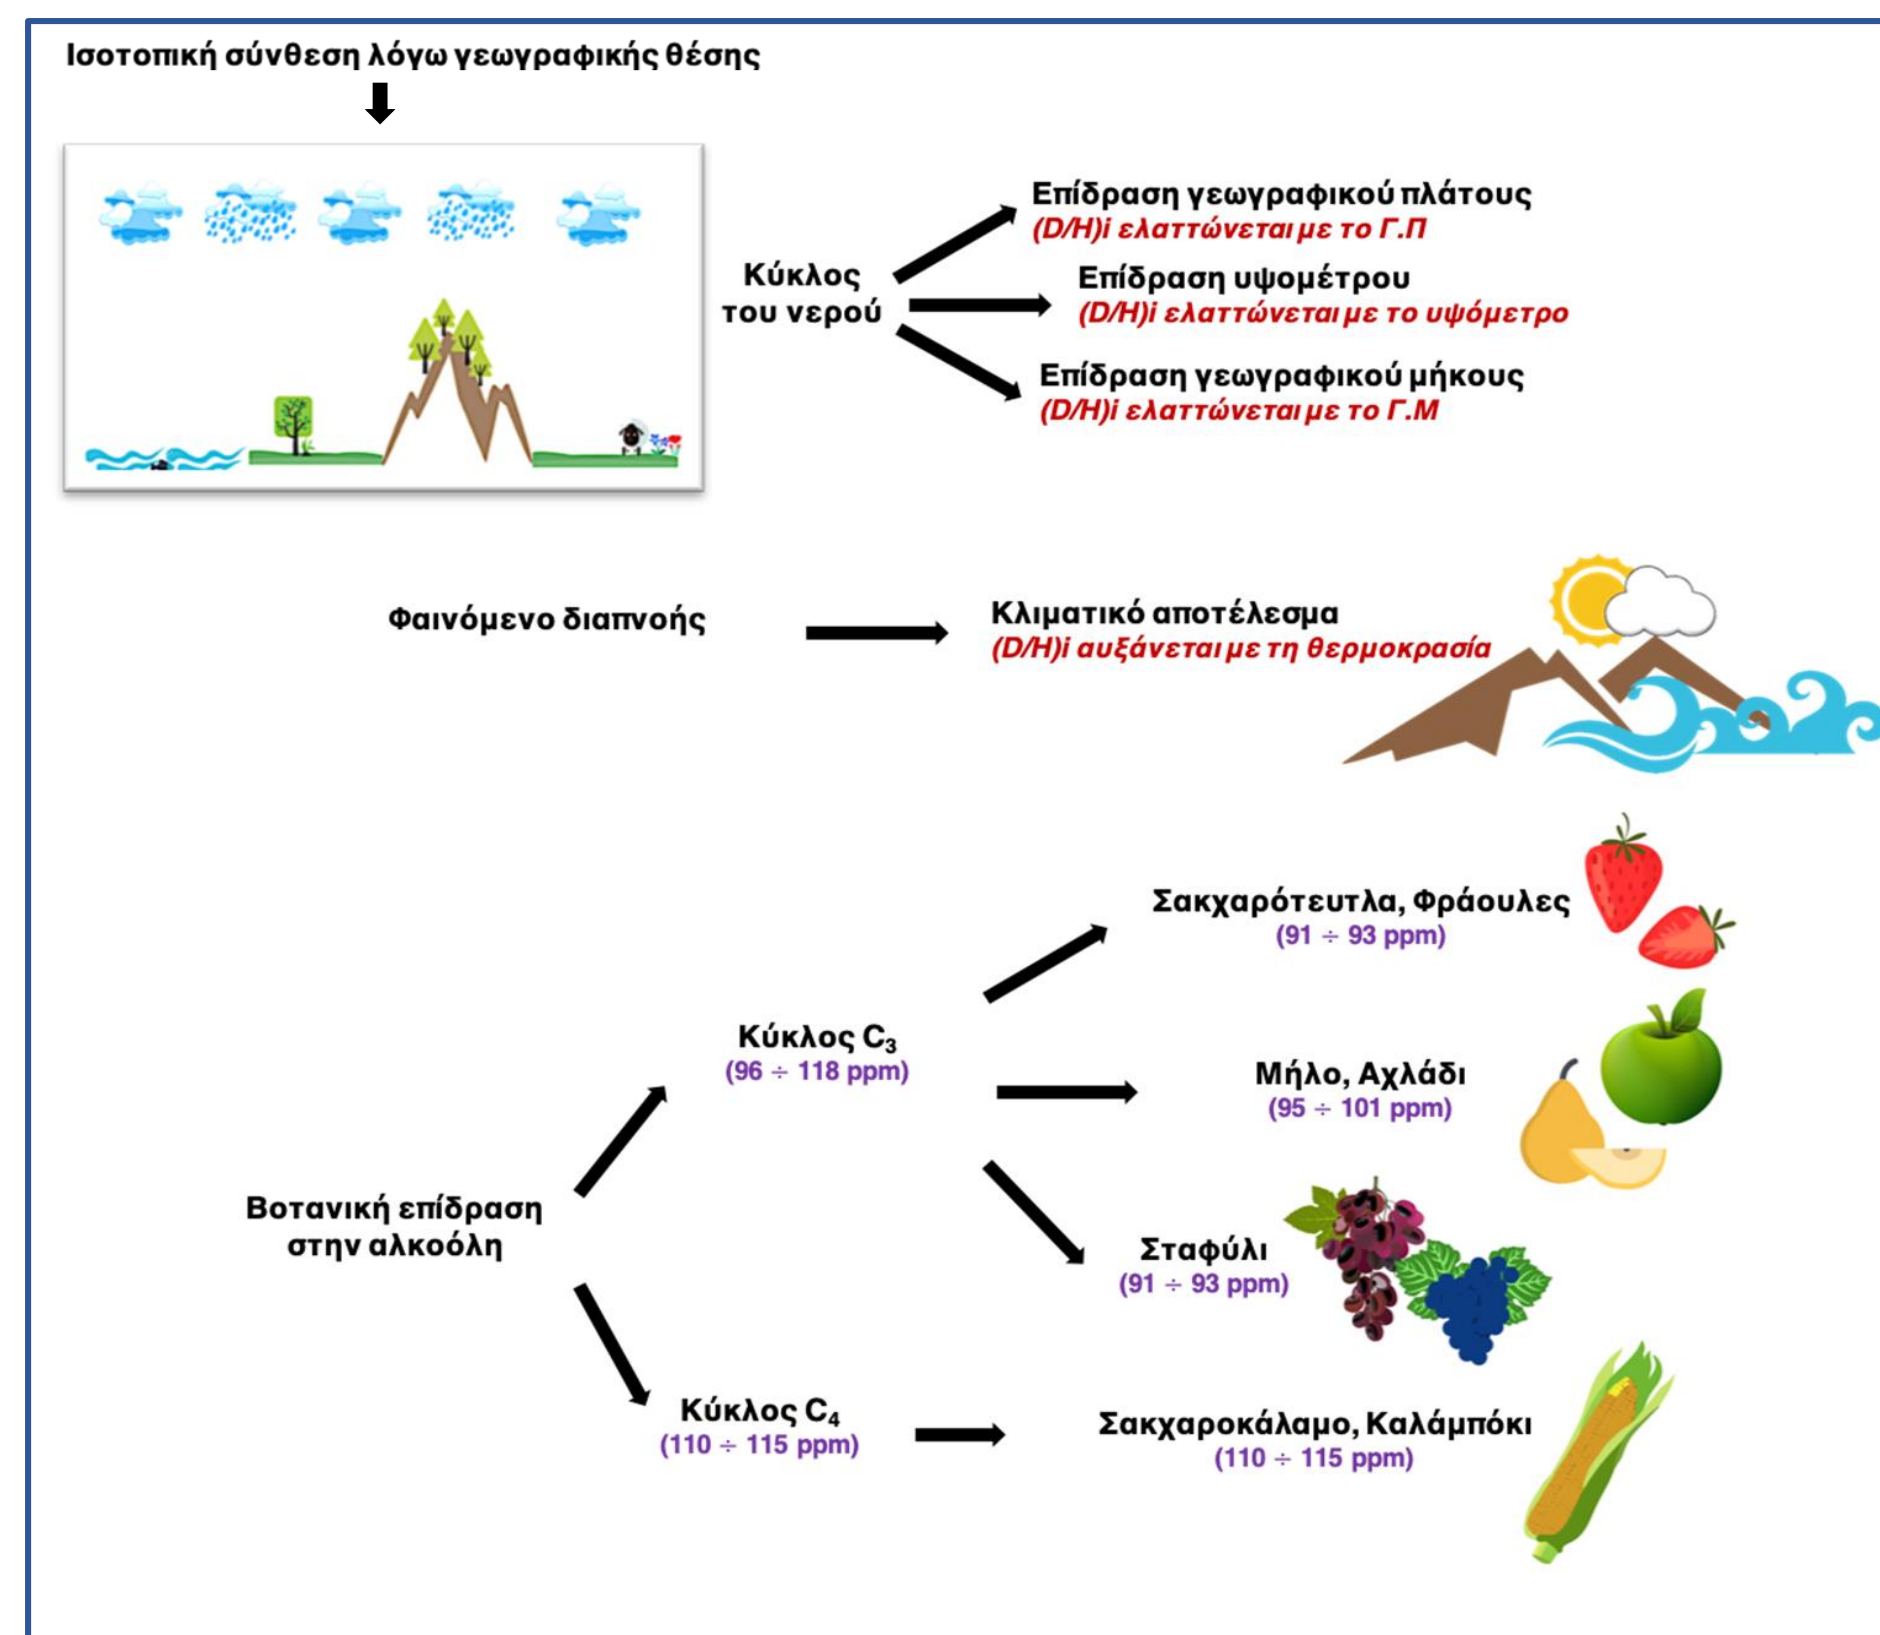 Ισοτοπική σύνθεση λόγω γεωγραφικής θέσης
Επίδραση γεωγραφικού πλάτους
(D/H)i ελαττώνεται με το Γ.Π
Κύκλος
του νερού
Επίδραση υψομέτρου
(D/H)i ελαττώνεται με το υψόμετρο
Επίδραση γεωγραφικού μήκους
(D/H)i ελαττώνεται με το Γ.Μ
Φαινόμενο διαπνοής
Κλιματικό αποτέλεσμα
(D/H)i αυξάνεται με τη θερμοκρασία
Σακχαρότευτλα, Φράουλες
(91 ÷ 93 ppm)
Κύκλος C₃
(96 ÷ 118 ppm)
Μήλο, Αχλάδι
(95 ÷ 101 ppm)
Βοτανική επίδραση
στην αλκοόλη
Σταφύλι
(91 ÷ 93 ppm)
Κύκλος C₄
(110 ÷ 115 ppm)
Σακχαροκάλαμο, Καλάμπόκι
(110 ÷ 115 ppm)